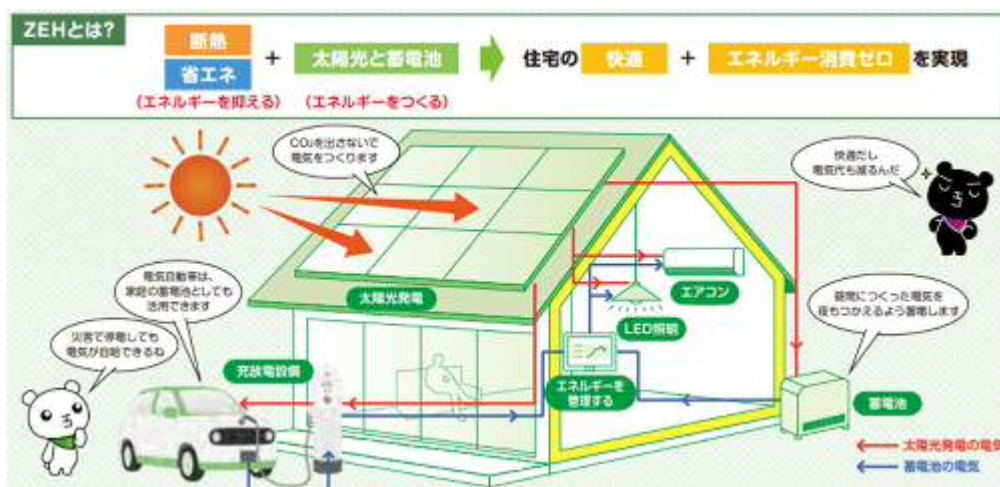 ZEHとは?
断熱
省エネ
+
太陽光と蓄電池
住宅の 快適 + エネルギー消費ゼロ を実現
(エネルギーを抑える)
(エネルギーをつくる)
CO₂を出さないで
電気をつくります
快適だし
電気代も減るんだ
電気自動車は、
家庭の蓄電池としても
活用できます
災害で停電しても
電気が自給できるね
太陽光発電
エアコン
LED照明
昼間につくった電気を
夜もつかえるよう蓄電します
充放電設備
エネルギーを
管理する
蓄電池
太陽光発電の電気
蓄電池の電気